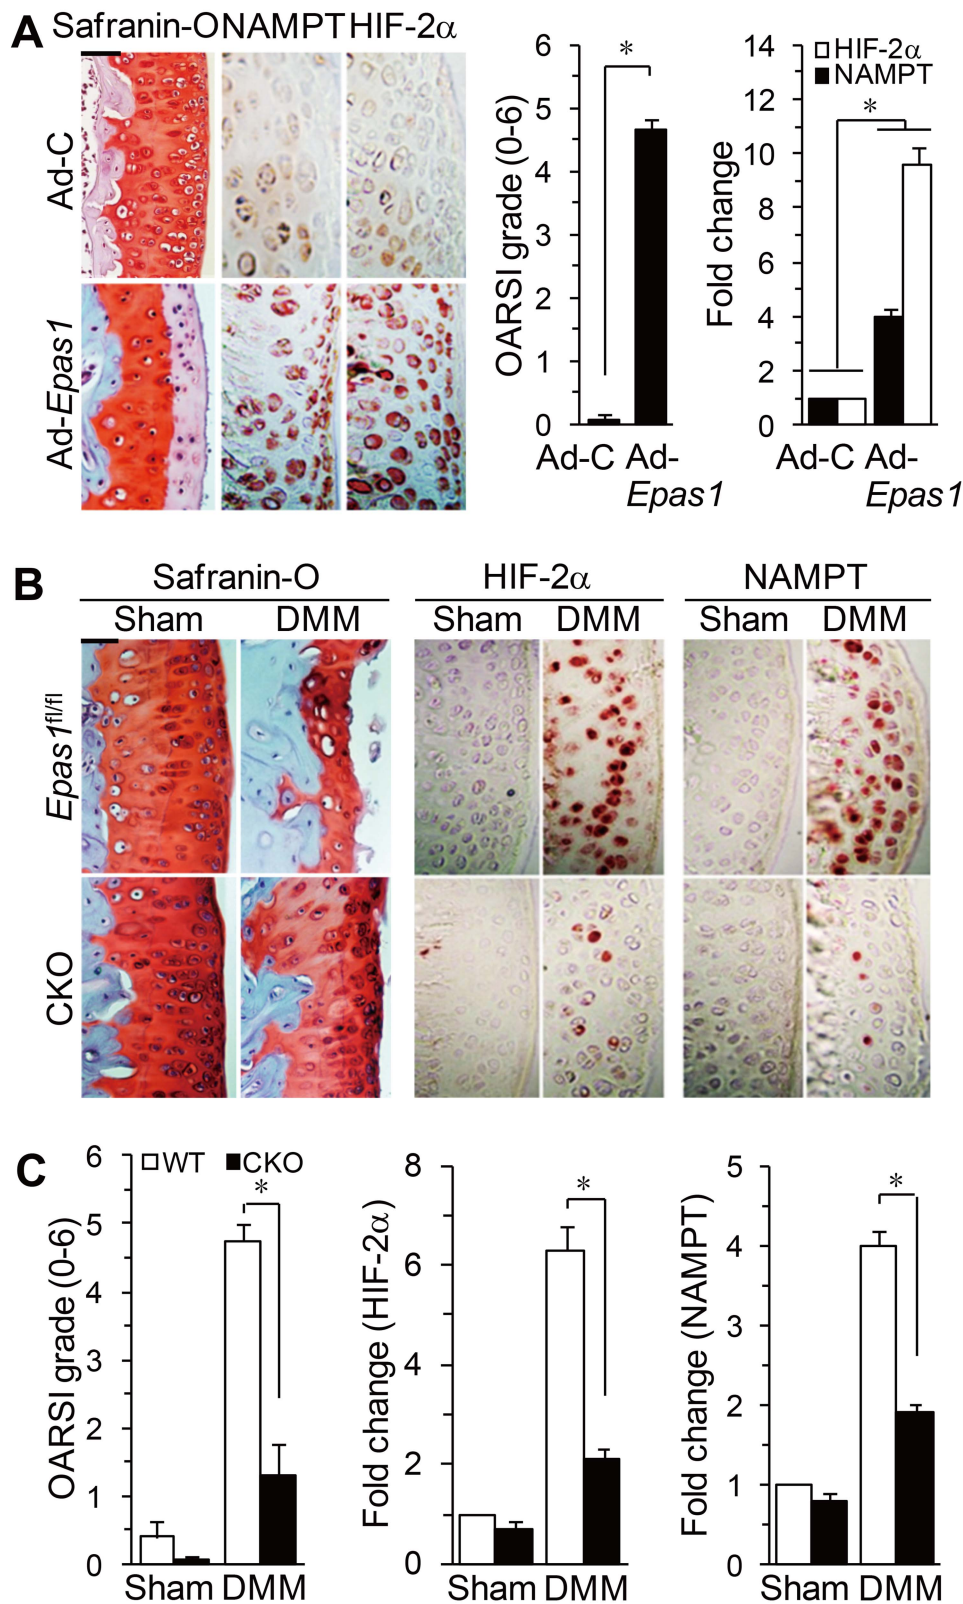 A
Safranin-O NAMPT HIF-2α
Ad-C
Ad-Epas1
OARSI grade (0-6)
6
5
4
3
2
1
0
*
Ad-C Ad-
Epas1
Fold change
14
12
10
8
6
4
2
0
HIF-2α
NAMPT
*
Ad-C Ad-
Epas1
B
Safranin-O HIF-2α NAMPT
Sham DMM Sham DMM Sham DMM
Epas1fl/fl
CKO
C
OARSI grade (0-6)
6
5
4
3
2
1
0
WT CKO
*
Sham DMM
Fold change (HIF-2α)
8
6
4
2
0
*
Sham DMM
Fold change (NAMPT)
5
4
3
2
1
0
*
Sham DMM